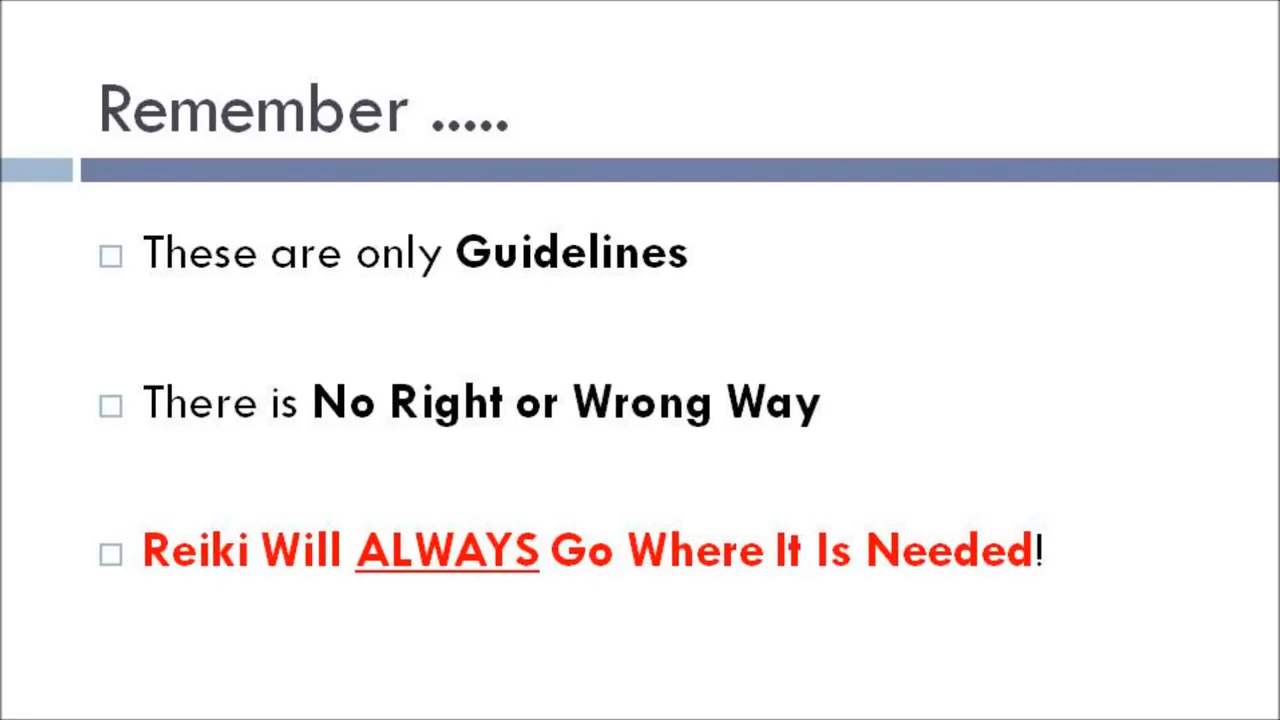 Remember .....
These are only Guidelines
There is No Right or Wrong Way
Reiki Will ALWAYS Go Where It Is Needed!